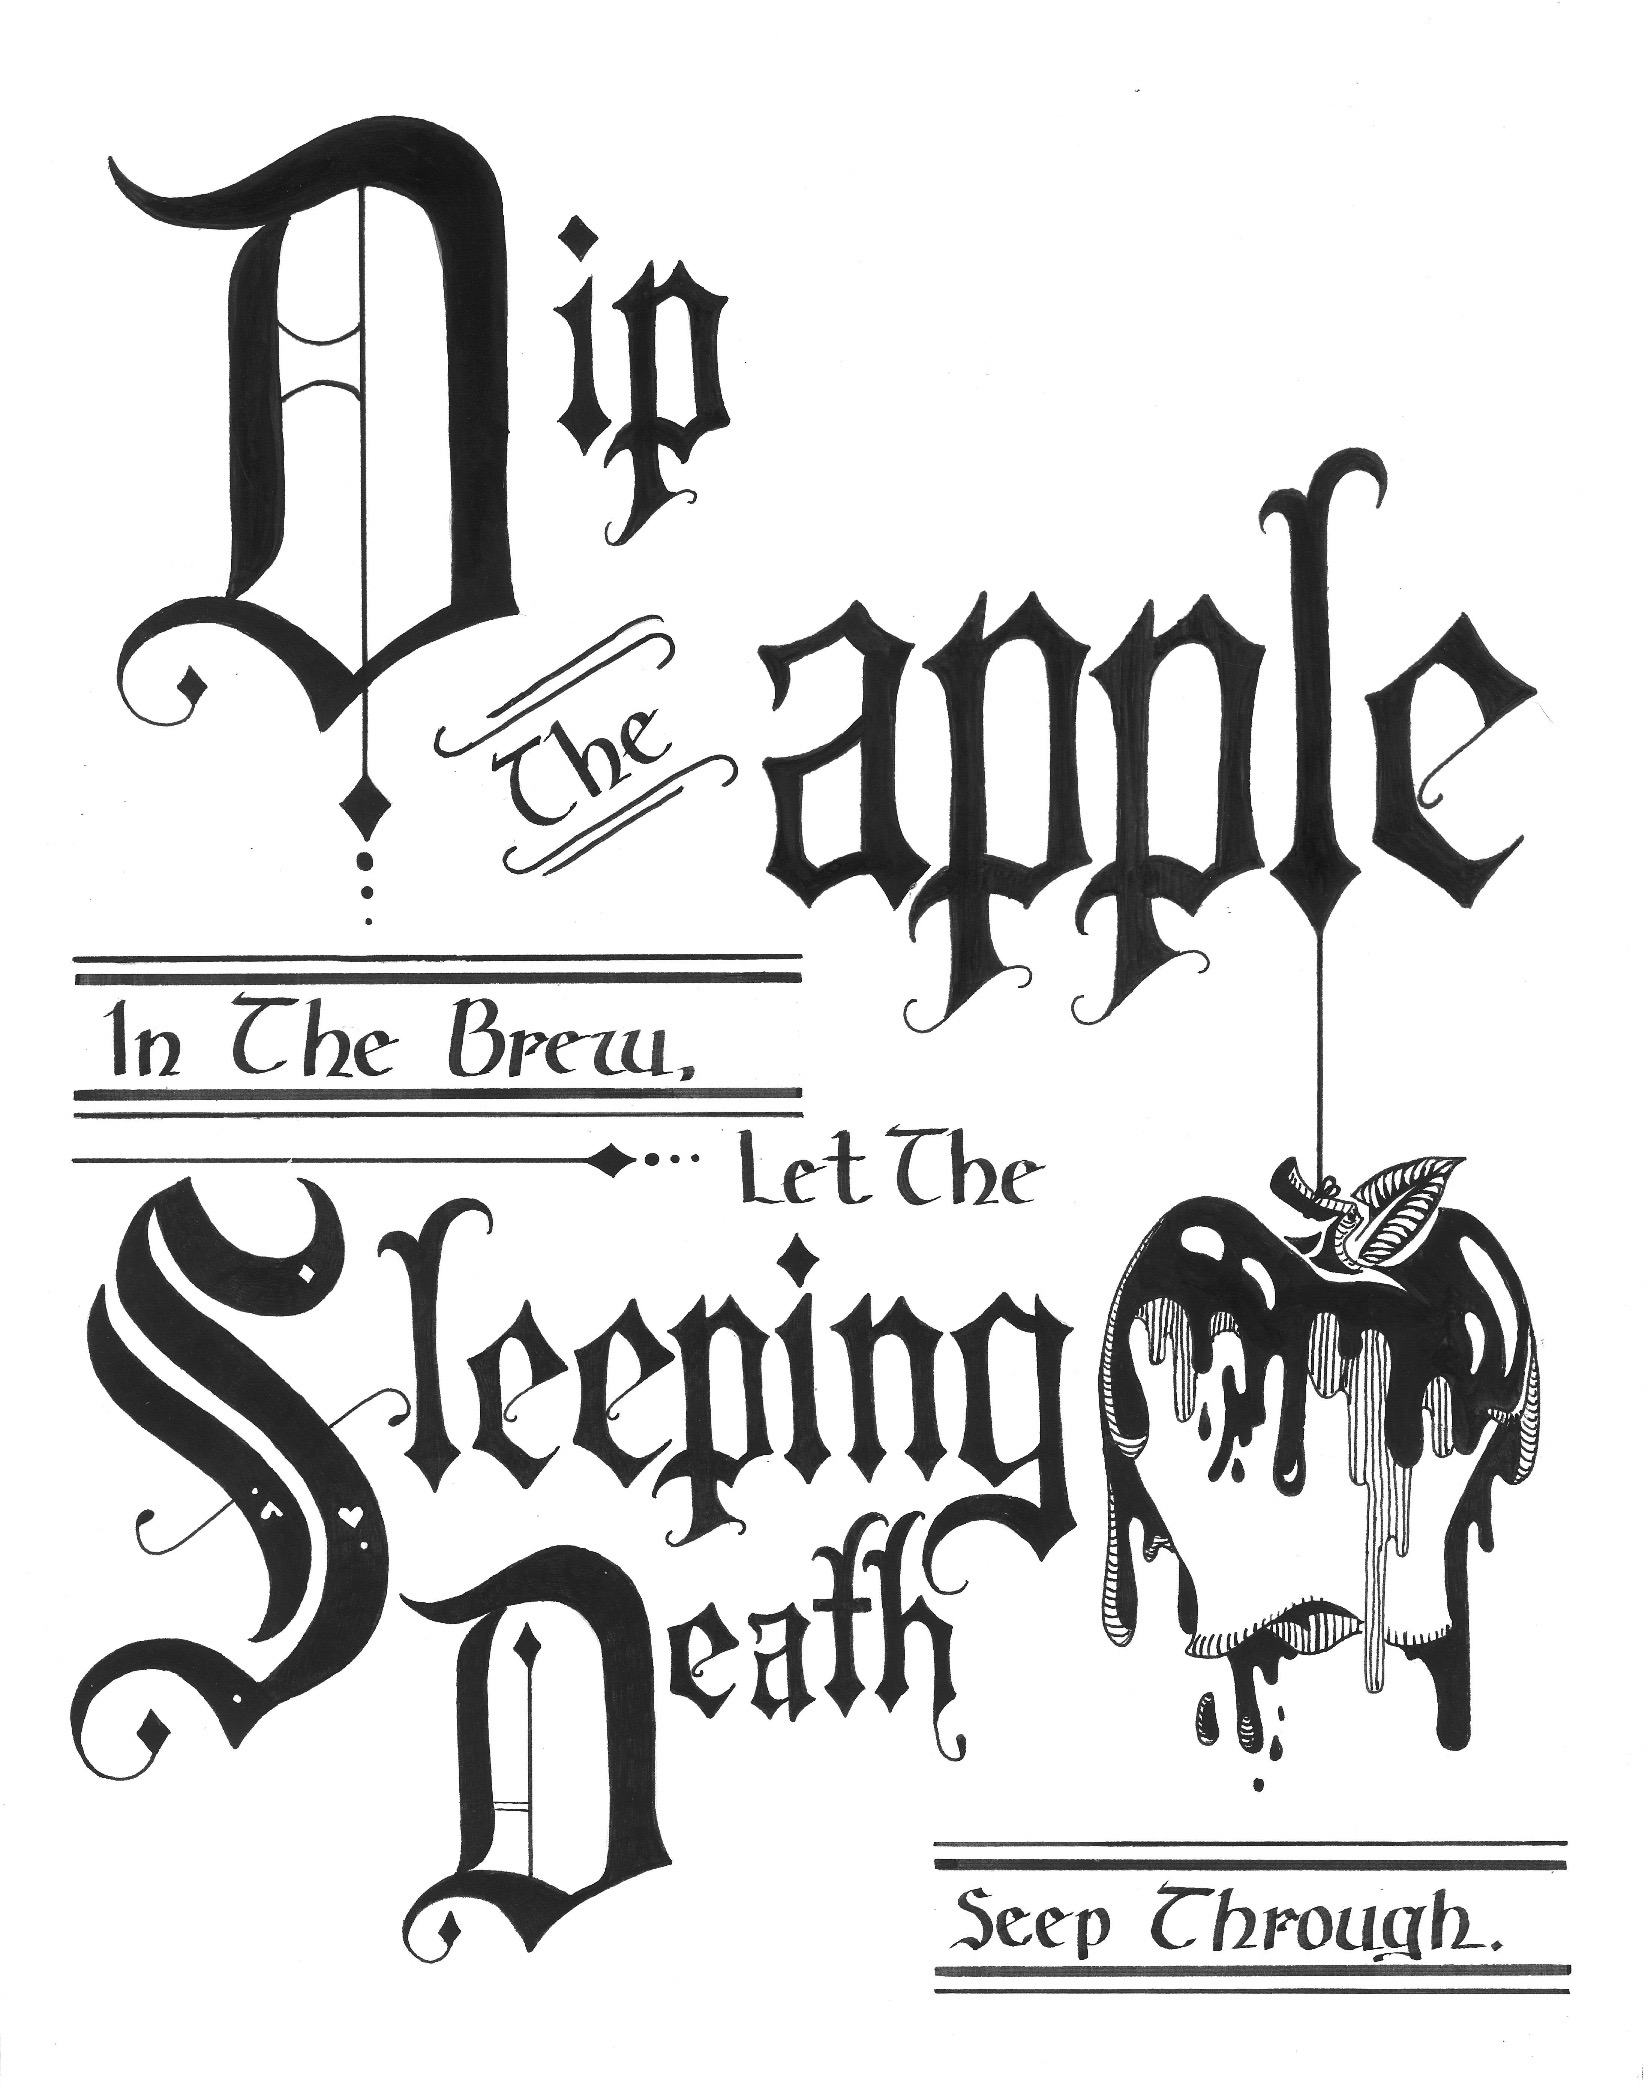 Dip
The
apple
In The Brew,
Let The
Sleeping
Death
Seep Through.